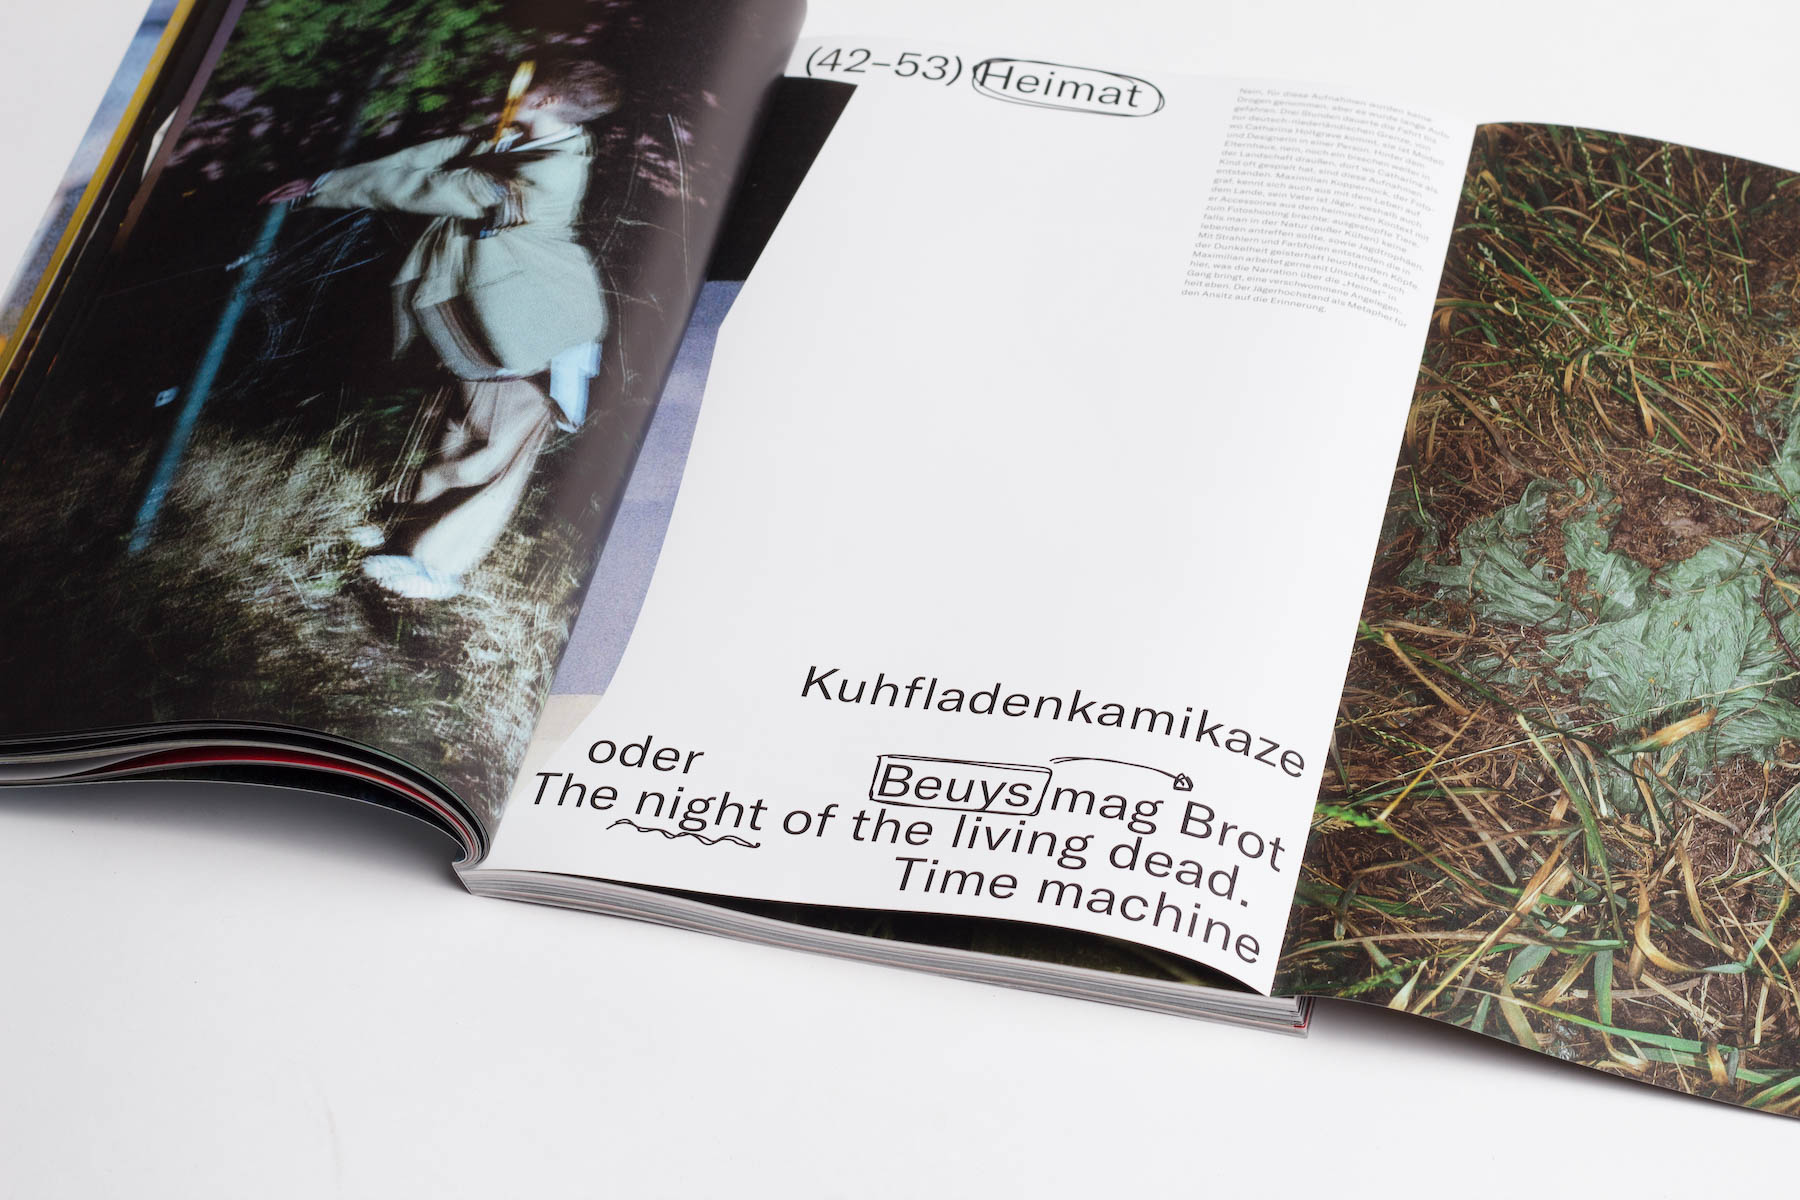 (42–53) Heimat
Nein, für diese Aufnahmen wurden keine
Drogen genommen, aber es wurde lange Auto
gefahren. Drei Stunden dauerte die Fahrt bis
zur deutsch-niederländischen Grenze, von
wo Catharina Holtgrave kommt, sie ist Model
und Designerin in einer Person. Hinter dem
Elternhaus, nein, noch ein bisschen weiter in
der Landschaft draußen, dort wo Catharina als
Kind oft gespielt hat, sind diese Aufnahmen
entstanden. Maximilian Koppernock, der Foto-
graf, kennt sich auch aus mit dem Leben auf
dem Lande, sein Vater ist Jäger, weshalb auch
er Accessoires aus dem heimischen Kontext mit
zum Fotoshooting brachte: ausgestopfte Tiere,
falls man in der Natur (außer Kühen) keine
lebenden antreffen sollte, sowie Jagdtrophäen.
Mit Strahlern und Farbfolien entstanden die in
der Dunkelheit geisterhaft leuchtenden Köpfe.
Maximilian arbeitet gerne mit Unschärfe, auch
hier, was die Narration über die „Heimat“ in
Gang bringt, eine verschwommene Angelegen-
heit eben. Der Jägerhochstand als Metapher für
den Ansitz auf die Erinnerung.
Kuhfladenkamikaze
oder
Beuys mag Brot
The night of the living dead.
Time machine